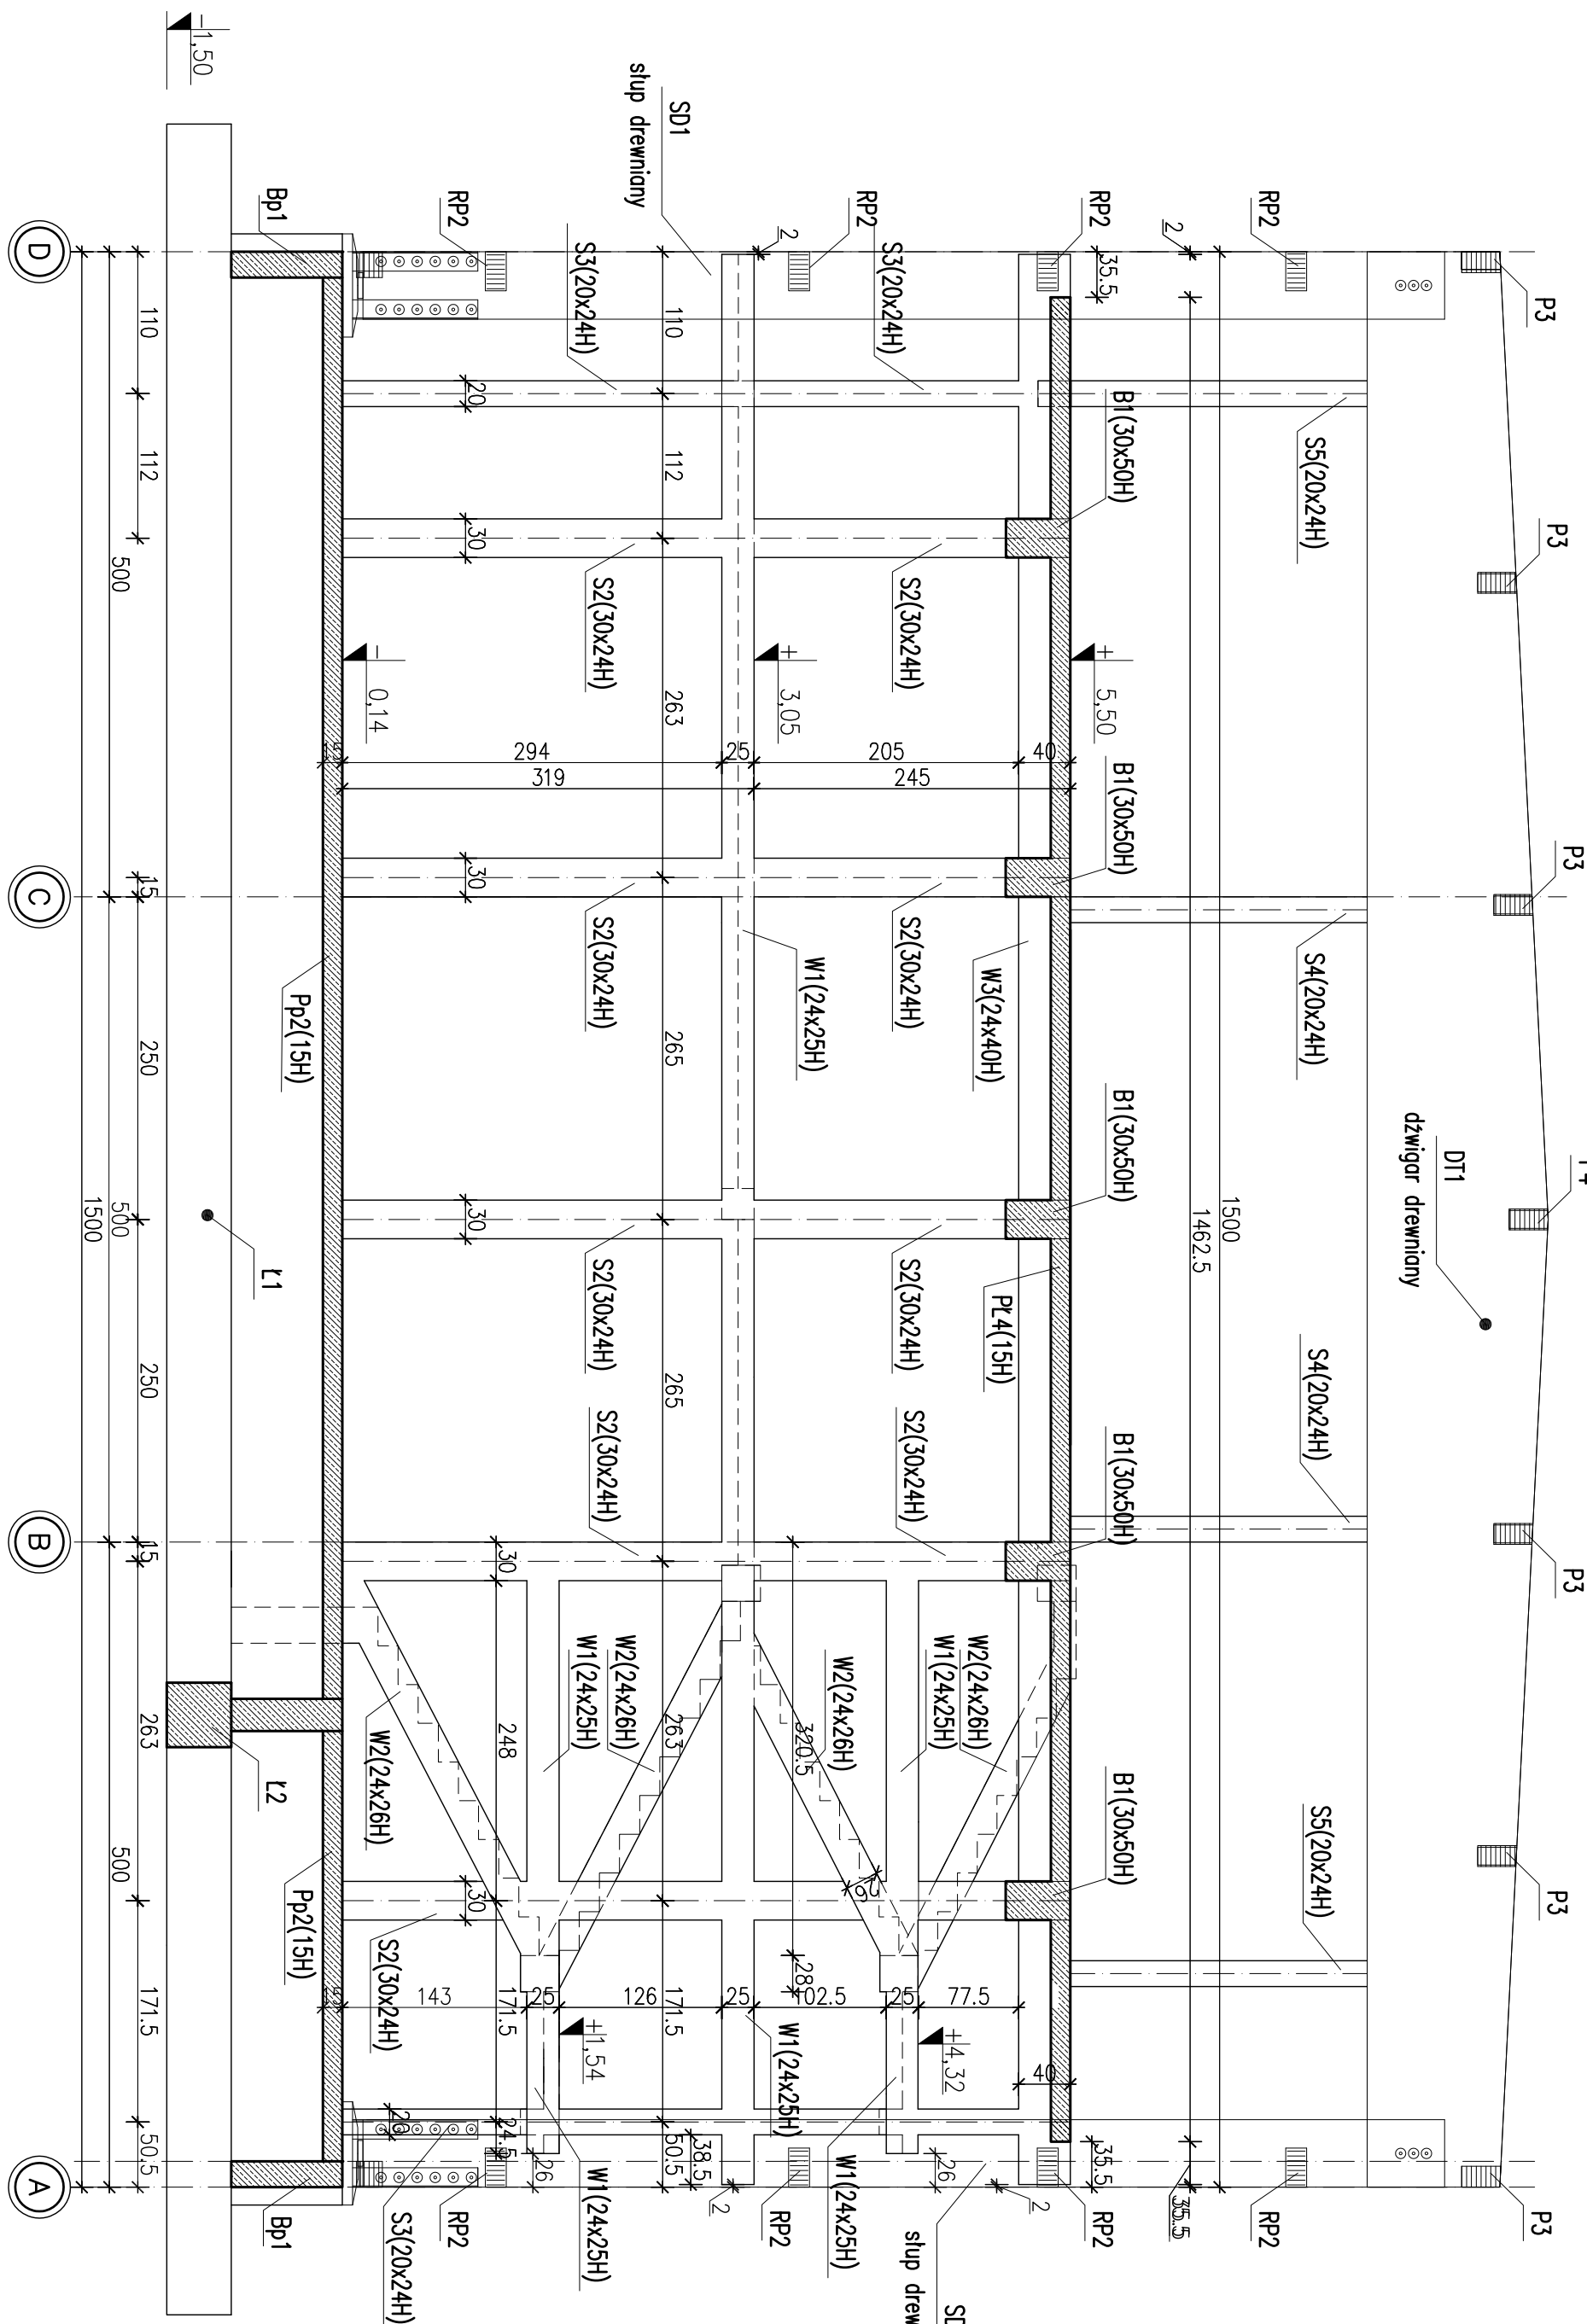 P3
P3
P3
P4
P3
P3
P3
DT1
dźwigar drewniany
RP2
S5(20x24H)
S4(20x24H)
S4(20x24H)
S5(20x24H)
RP2
2
1500
1462.5
35.5
35.5
35.5
RP2
B1(30x50H)
B1(30x50H)
B1(30x50H)
B1(30x50H)
B1(30x50H)
RP2
+
5,50
40
245
W3(24x40H)
PŁ4(15H)
W2(24x26H)
W1(24x25H)
77.5
40
2
SD1
słup drewniany
RP2
S3(20x24H)
S2(30x24H)
205
S2(30x24H)
S2(30x24H)
S2(30x24H)
W2(24x26H)
26
25
+4,32
W1(24x25H)
26
słup drew
2
+
3,05
25
W1(24x25H)
320.5
28
102.5
W1(24x25H)
RP2
2
110
112
263
265
265
263
171.5
50.5
38.5
25
S3(20x24H)
S2(30x24H)
294
319
S2(30x24H)
S2(30x24H)
S2(30x24H)
W2(24x26H)
W1(24x25H)
126
25
+1,54
W1(24x25H)
26
RP2
20
30
30
30
30
248
30
171.5
24.5
20
RP2
-
0,14
15
W2(24x26H)
S2(30x24H)
143
15
S3(20x24H)
Bp1
Pp2(15H)
Pp2(15H)
Bp1
Ł1
Ł2
-1,50
110
112
15
250
250
15
263
171.5
50.5
500
500
500
1500
D
C
B
A